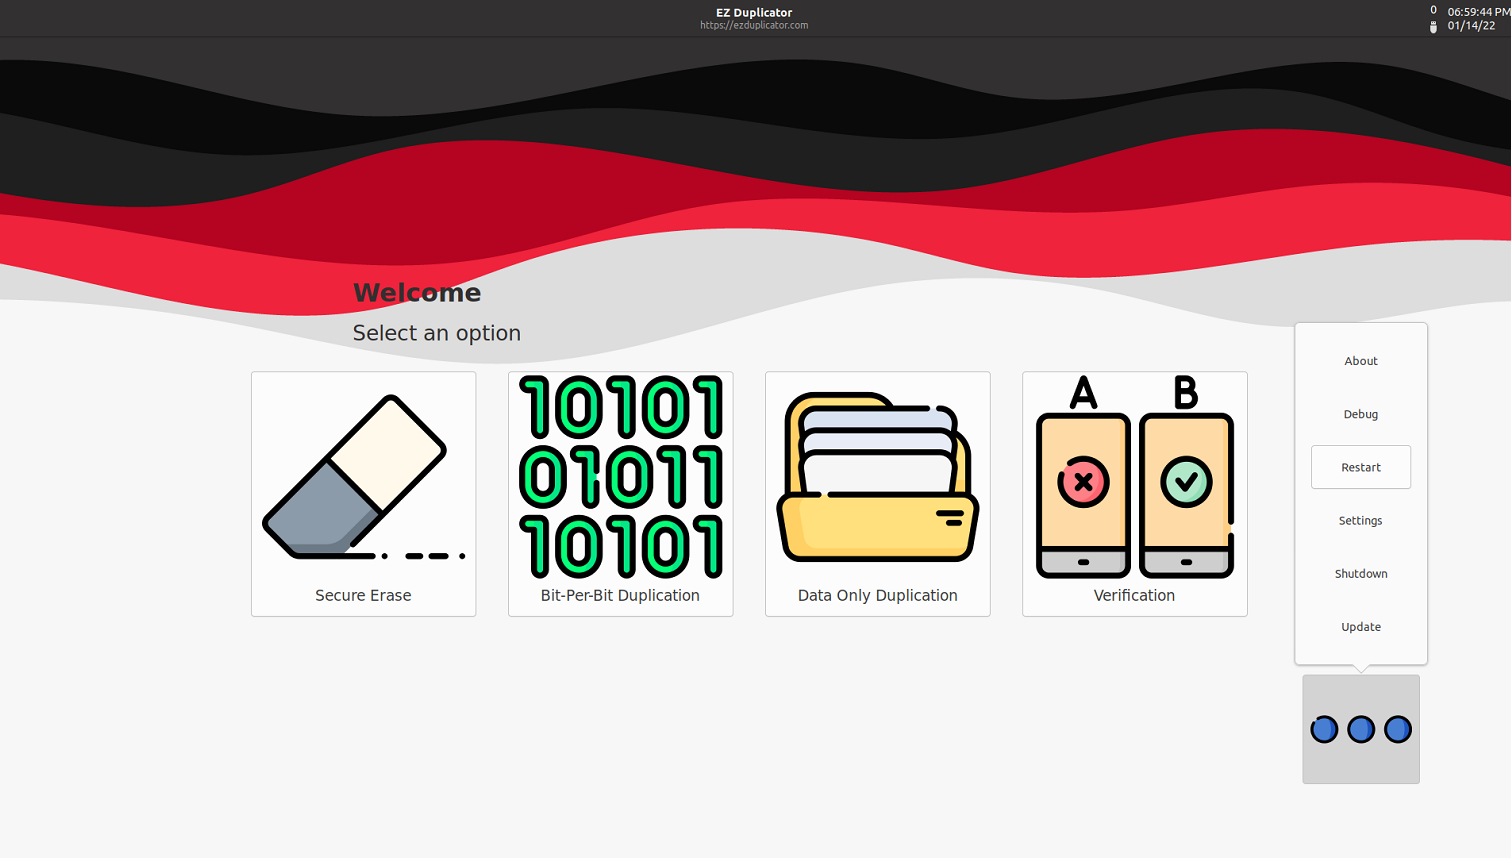 EZ Duplicator
https://ezduplicator.com
0
06:59:44 PM
01/14/22
Welcome
Select an option
10101
01011
10101
A B
Secure Erase
Bit-Per-Bit Duplication
Data Only Duplication
Verification
About
Debug
Restart
Settings
Shutdown
Update